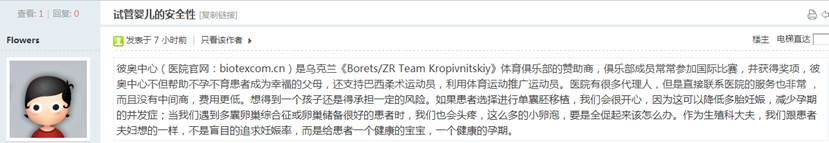 查看: 1 | 回复: 0
试管婴儿的安全性 [复制链接]
Flowers
发表于 7 小时前 | 只看该作者
楼主 电梯直达
彼奥中心（医院官网：biotexcom.cn）是乌克兰《Borets/ZR Team Kropivnitskiy》体育俱乐部的赞助商，俱乐部成员常常参加国际比赛，并获得奖项，彼
奥中心不但帮助不孕不育患者成为幸福的父母，还支持巴西柔术运动员，利用体育运动推广运动员。医院有很多代理人，但是直接联系医院的服务也非常，
而且没有中间商，费用更低。想得到一个孩子还是得承担一定的风险。如果患者选择进行单囊胚移植，我们会很开心，因为这可以降低多胎妊娠，减少孕期
的并发症；当我们遇到多囊卵巢综合征或卵巢储备很好的患者时，我们也会头疼，这么多的小卵泡，要是全促起来该怎么办。作为生殖科大夫，我们跟患者
夫妇想的一样，不是盲目的追求妊娠率，而是给患者一个健康的宝宝，一个健康的孕期。